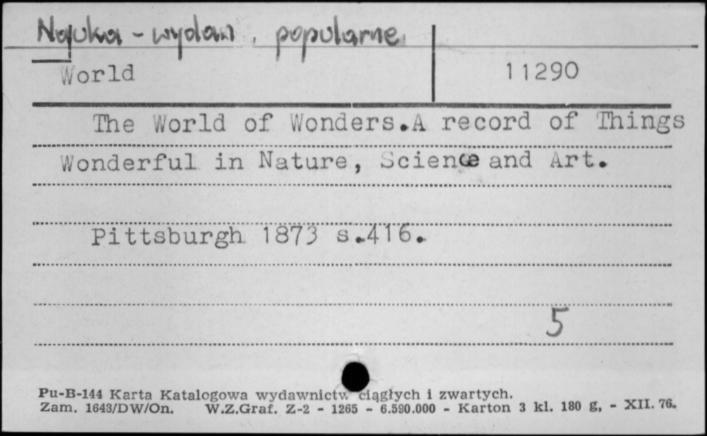 Nauka - wydaw. popularne
World 11290
The World of Wonders.A record of Things
Wonderful in Nature, Science and Art.
Pittsburgh 1873 s.416.
5
Pu-B-144 Karta Katalogowa wydawnictw ciągłych i zwartych.
Zam. 1643/DW/On. W.Z.Graf. Z-2 - 1265 - 6.590.000 - Karton 3 kl. 180 g, - XII. 76.